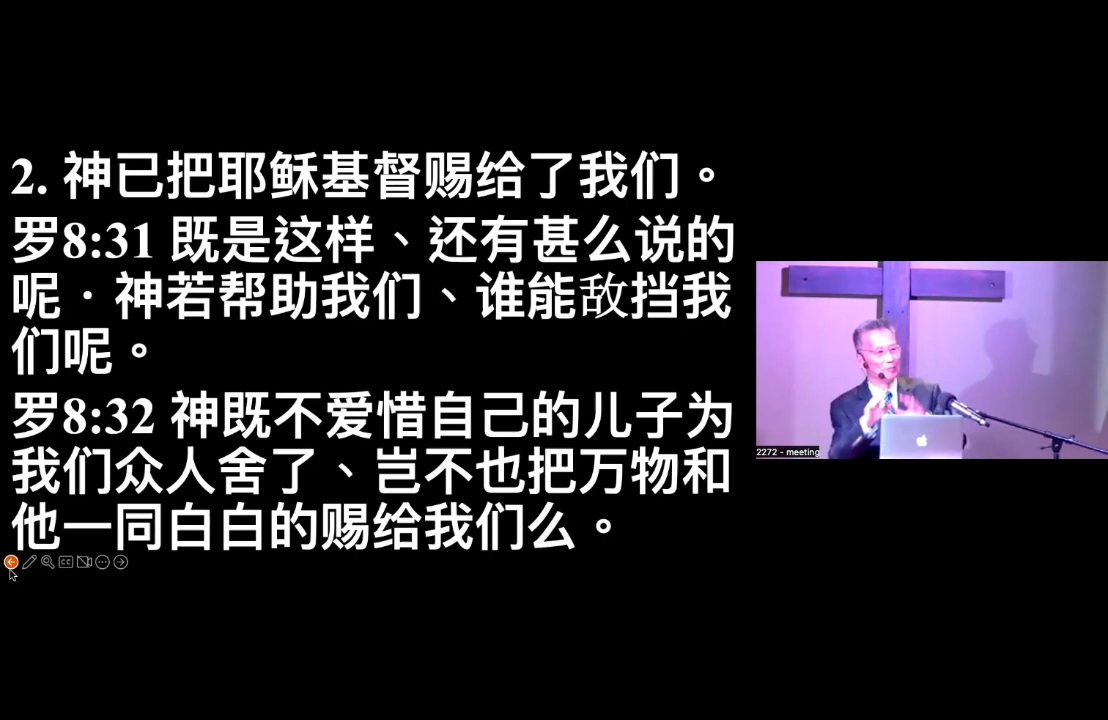 2. 神已把耶稣基督赐给了我们。
罗8:31 既是这样、还有甚么说的
呢．神若帮助我们、谁能敌挡我
们呢。
罗8:32 神既不爱惜自己的儿子为
我们众人舍了、岂不也把万物和
他一同白白的赐给我们么。
CC
2272 - meeting